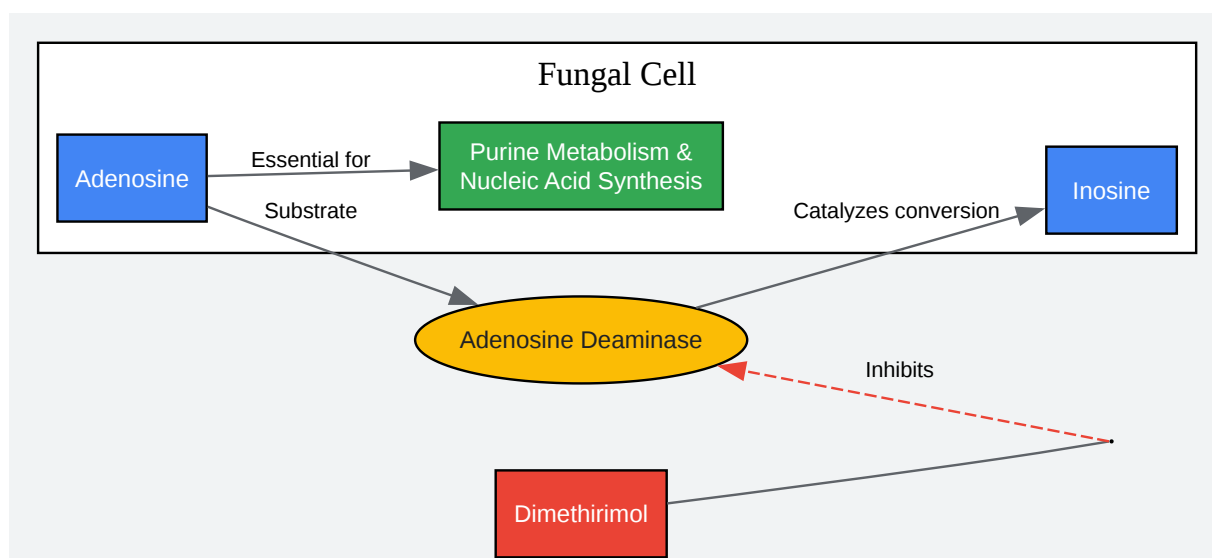 Fungal Cell
Adenosine
Essential for
Purine Metabolism &
Nucleic Acid Synthesis
Inosine
Substrate
Catalyzes conversion
Adenosine Deaminase
Inhibits
Dimethirimol